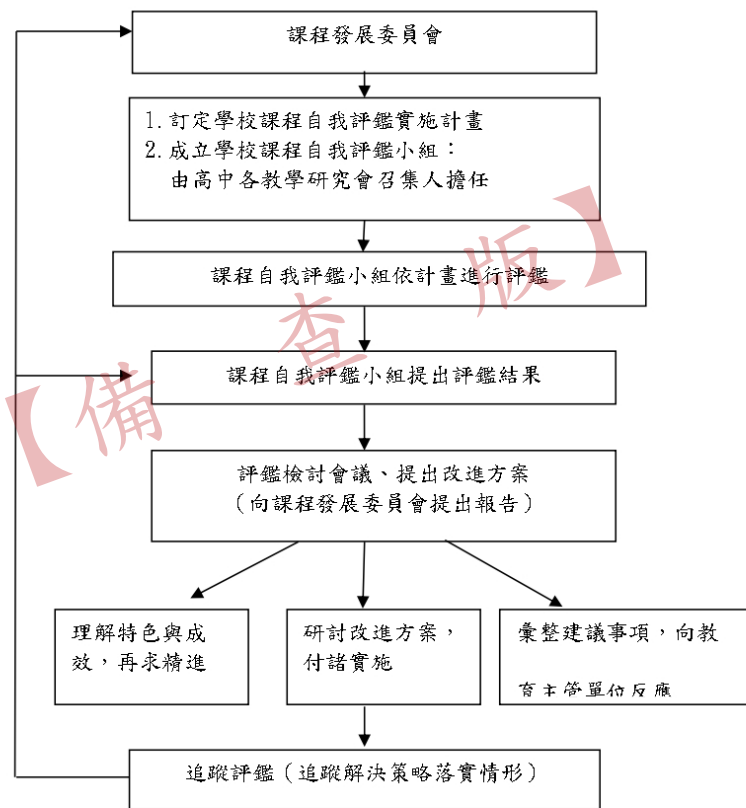 課程發展委員會
1. 訂定學校課程自我評鑑實施計畫
2. 成立學校課程自我評鑑小組：
由高中各教學研究會召集人擔任
課程自我評鑑小組依計畫進行評鑑
課程自我評鑑小組提出評鑑結果
評鑑檢討會議、提出改進方案
（向課程發展委員會提出報告）
理解特色與成
效，再求精進
研討改進方案，
付諸實施
彙整建議事項，向教
育主管單位反應
追蹤評鑑（追蹤解決策略落實情形）
【備查版】